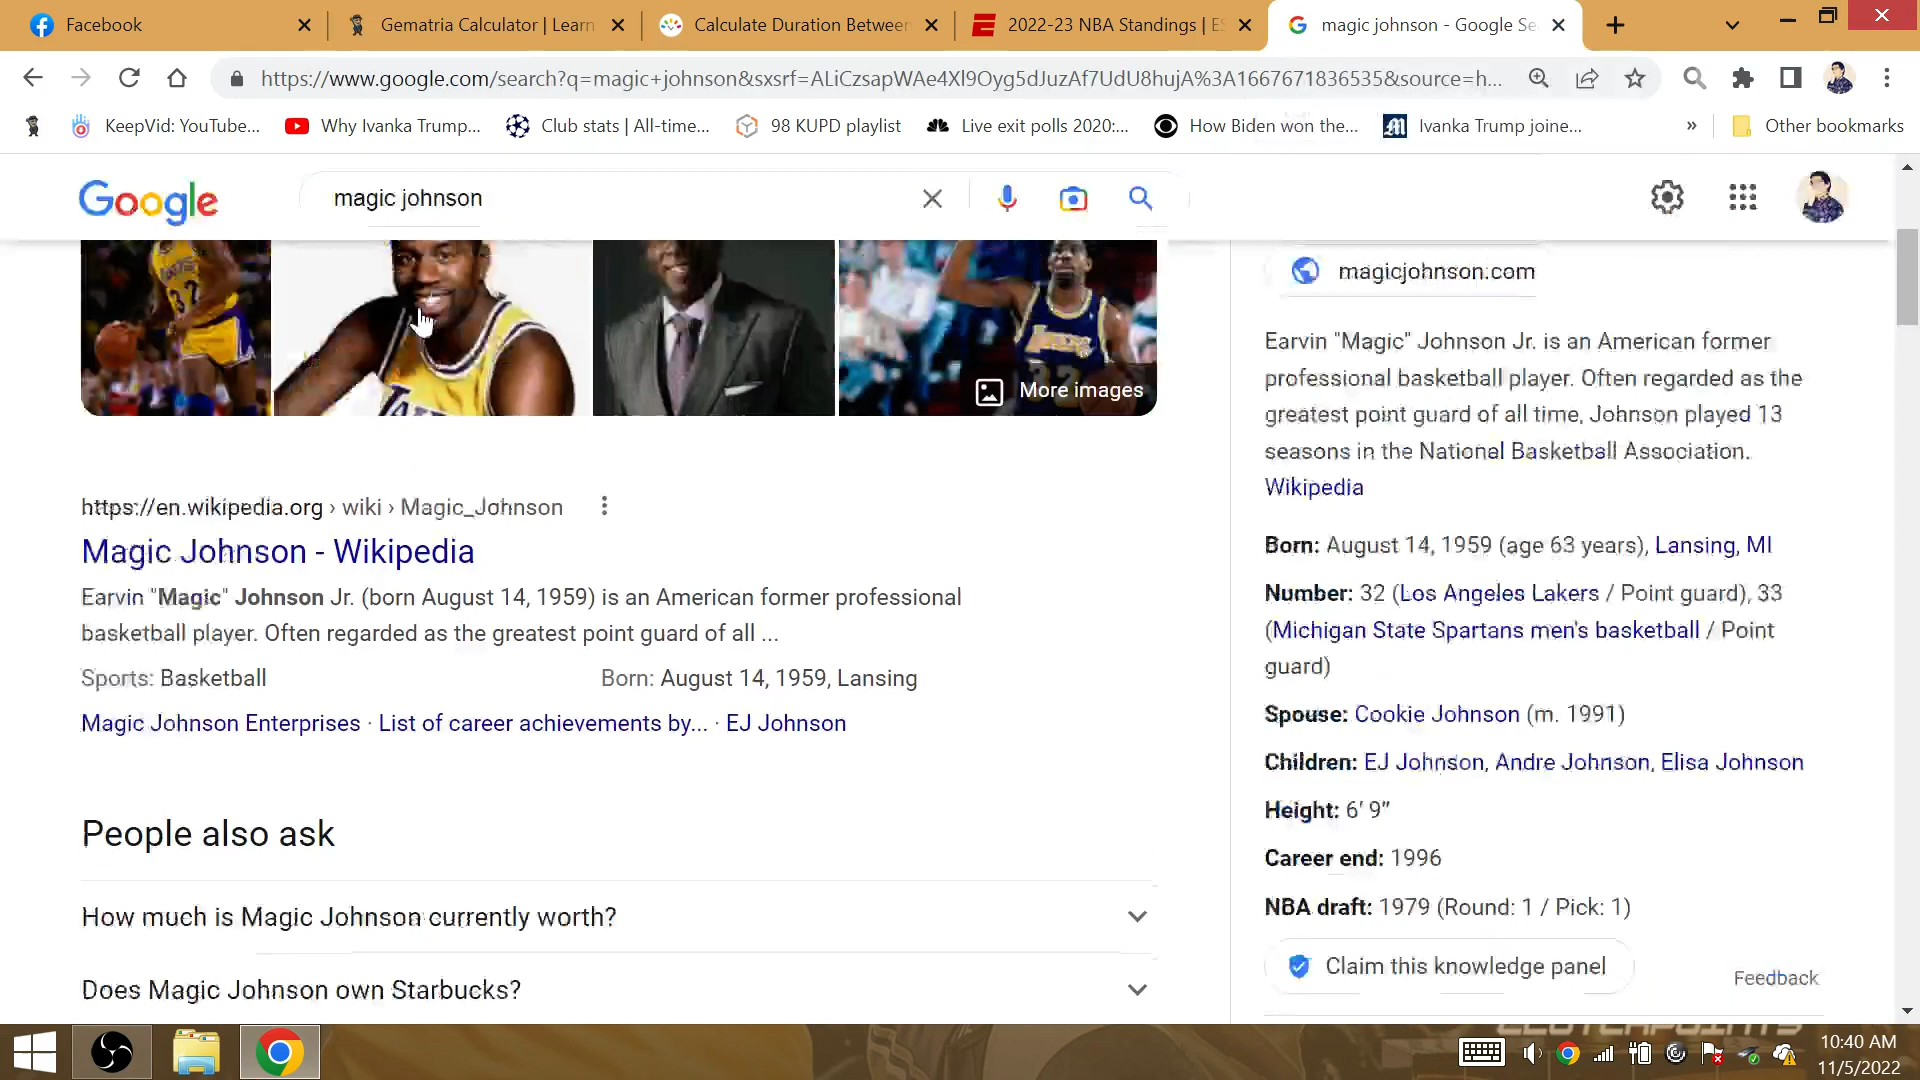 Facebook
Gematria Calculator | Learn
Calculate Duration Between
2022-23 NBA Standings | ES
magic johnson - Google Se
https://www.google.com/search?q=magic+johnson&sxsrf=ALiCzsapWAe4Xl9Oyg5dJuzAf7UdU8hujA%3A1667671836535&source=h...
KeepVid: YouTube...
Why Ivanka Trump...
Club stats | All-time...
98 KUPD playlist
Live exit polls 2020:...
How Biden won the...
Ivanka Trump joine...
»
Other bookmarks
Google
magic johnson
More images
https://en.wikipedia.org › wiki › Magic_Johnson
Magic Johnson - Wikipedia
Earvin "Magic" Johnson Jr. (born August 14, 1959) is an American former professional
basketball player. Often regarded as the greatest point guard of all ...
Sports: Basketball
Born: August 14, 1959, Lansing
Magic Johnson Enterprises · List of career achievements by... · EJ Johnson
People also ask
How much is Magic Johnson currently worth?
Does Magic Johnson own Starbucks?
magicjohnson.com
Earvin "Magic" Johnson Jr. is an American former
professional basketball player. Often regarded as the
greatest point guard of all time, Johnson played 13
seasons in the National Basketball Association.
Wikipedia
Born: August 14, 1959 (age 63 years), Lansing, MI
Number: 32 (Los Angeles Lakers / Point guard), 33
(Michigan State Spartans men's basketball / Point
guard)
Spouse: Cookie Johnson (m. 1991)
Children: EJ Johnson, Andre Johnson, Elisa Johnson
Height: 6′ 9″
Career end: 1996
NBA draft: 1979 (Round: 1 / Pick: 1)
Claim this knowledge panel
Feedback
10:40 AM
11/5/2022